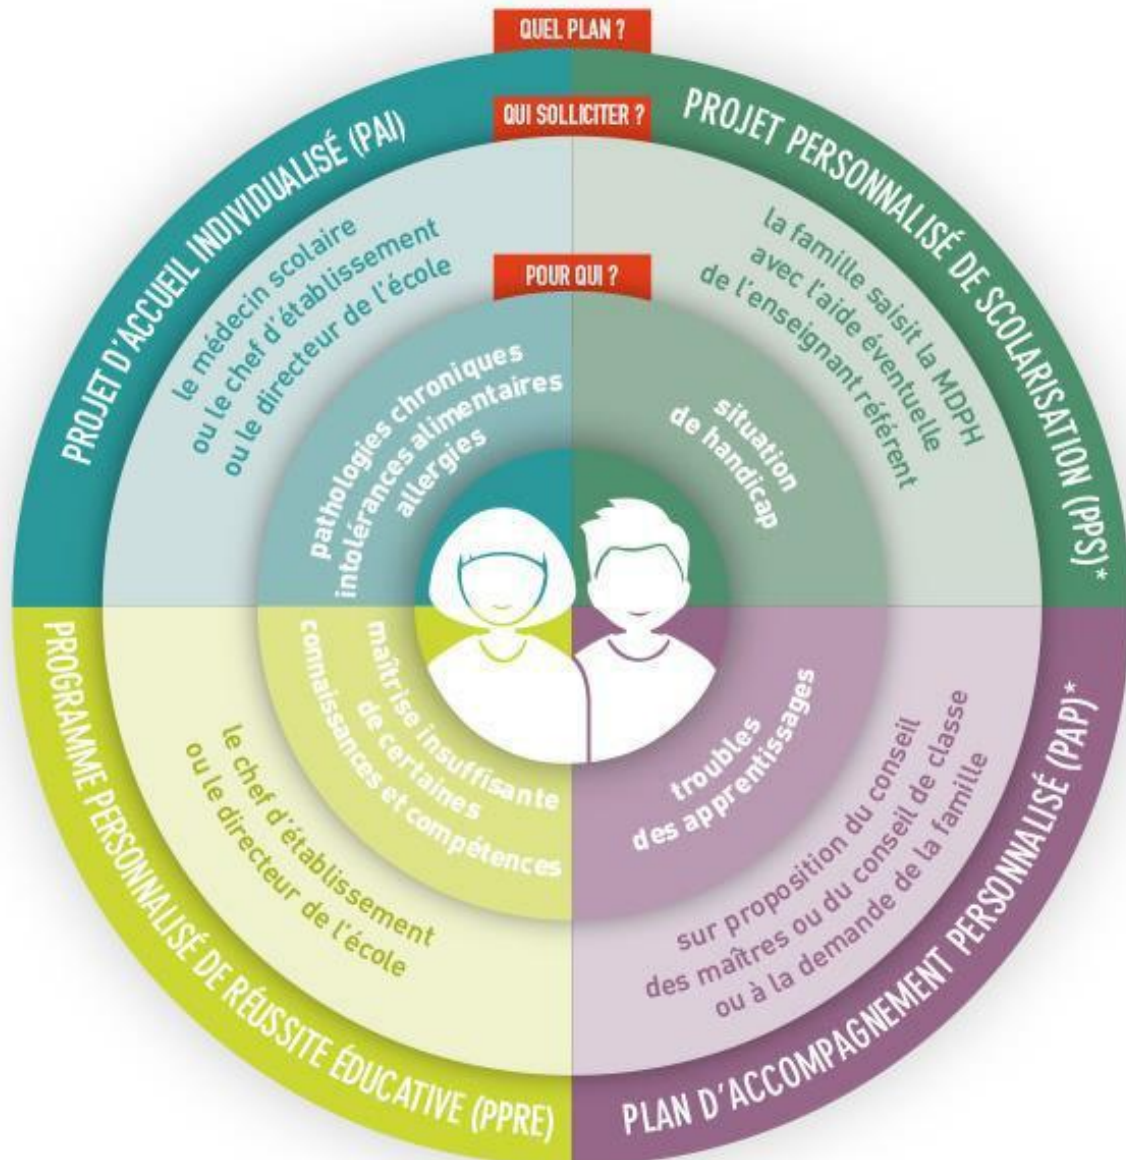 QUEL PLAN ?
QUI SOLLICITER ?
POUR QUI ?
PROJET D'ACCUEIL INDIVIDUALISÉ (PAI)
le médecin scolaire
ou le chef d'établissement
ou le directeur de l'école
pathologies chroniques
intolérances alimentaires
allergies
PROJET PERSONNALISÉ DE SCOLARISATION (PPS)*
la famille saisit la MDPH
avec l'aide éventuelle
de l'enseignant référent
situation
de handicap
PROGRAMME PERSONNALISÉ DE RÉUSSITE ÉDUCATIVE (PPRE)
le chef d'établissement
ou le directeur de l'école
maîtrise insuffisante
de certaines
connaissances et compétences
PLAN D'ACCOMPAGNEMENT PERSONNALISÉ (PAP)*
sur proposition du conseil
des maîtres ou du conseil de classe
ou à la demande de la famille
troubles
des apprentissages